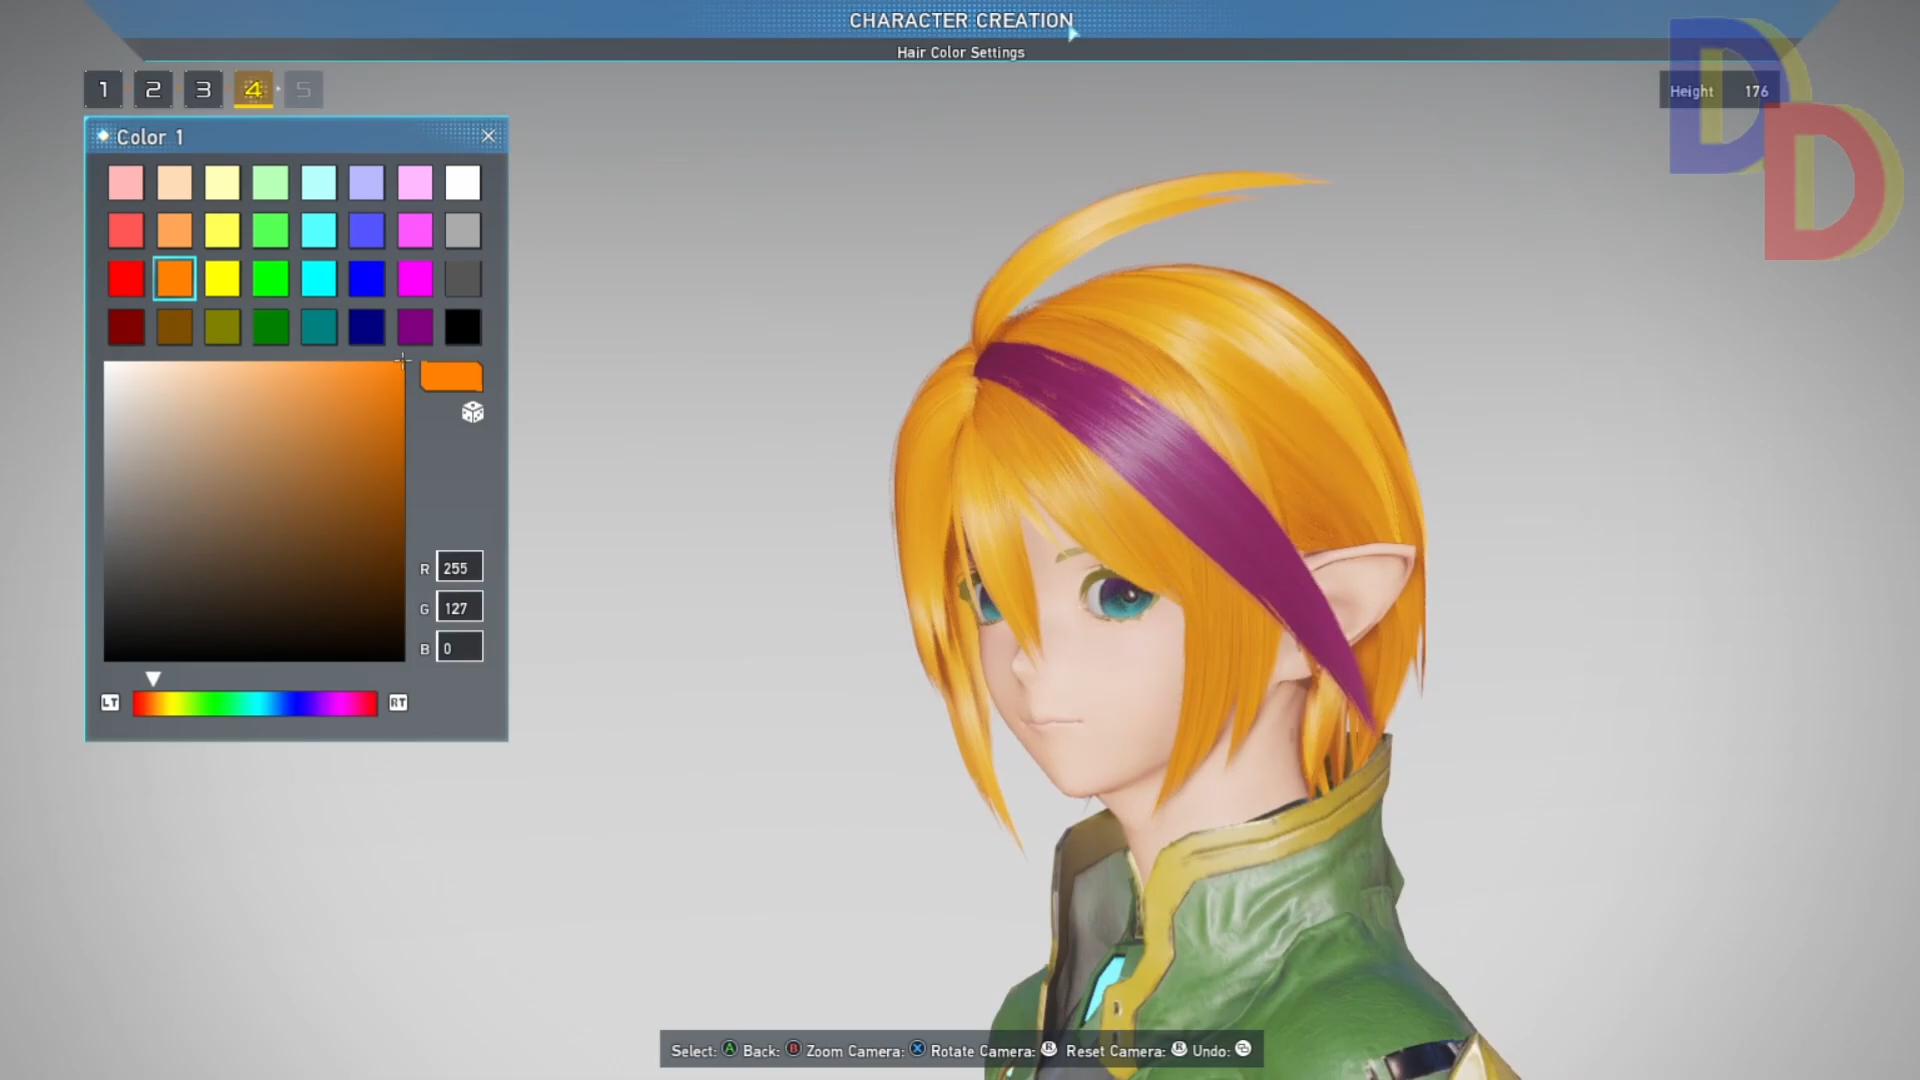 CHARACTER CREATION
Hair Color Settings
1 2 3 4 5
Height 176
DD
Color 1
R 255
G 127
B 0
LT RT
Select: A Back: B Zoom Camera: X Rotate Camera: R Reset Camera: R Undo: